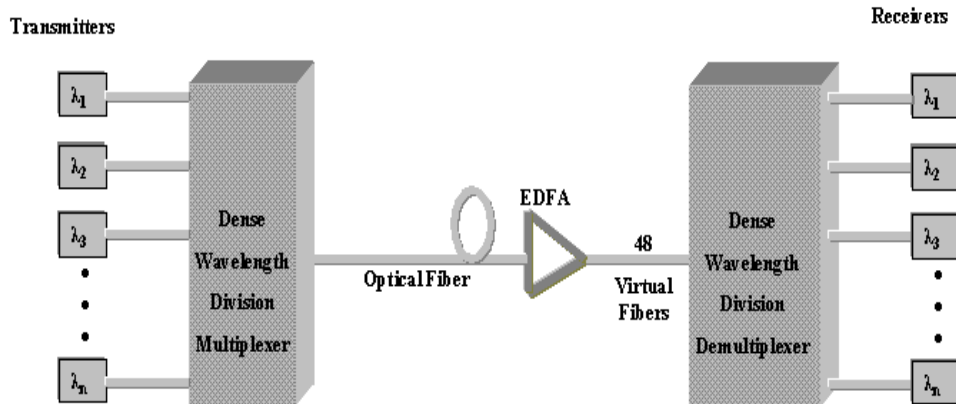 Transmitters
Receivers
λ1
λ2
λ3
λn
Dense
Wavelength
Division
Multiplexer
Optical Fiber
EDFA
48
Virtual
Fibers
Dense
Wavelength
Division
Demultiplexer
λ1
λ2
λ3
λn